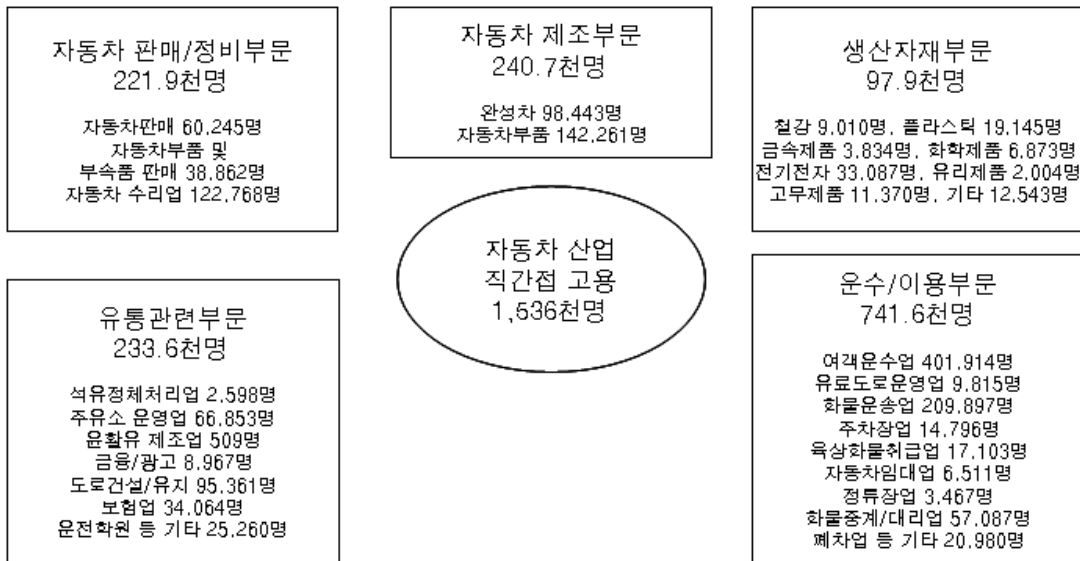 자동차 판매/정비부문
221.9천명
자동차판매 60,245명
자동차부품 및
부속품 판매 38,862명
자동차 수리업 122,768명
자동차 제조부문
240.7천명
완성차 98,443명
자동차부품 142,261명
생산자재부문
97.9천명
철강 9,010명, 플라스틱 19,145명
금속제품 3,834명, 화학제품 6,873명
전기전자 33,087명, 유리제품 2,004명
고무제품 11,370명, 기타 12,543명
자동차 산업
직간접 고용
1,536천명
유통관련부문
233.6천명
석유정체처리업 2,598명
주유소 운영업 66,853명
윤활유 제조업 509명
금융/광고 8,967명
도로건설/유지 95,361명
보험업 34,064명
운전학원 등 기타 25,260명
운수/이용부문
741.6천명
여객운수업 401,914명
유료도로운영업 9,815명
화물운송업 209,897명
주차장업 14,796명
육상화물취급업 17,103명
자동차임대업 6,511명
정류장업 3,467명
화물중계/대리업 57,087명
폐차업 등 기타 20,980명